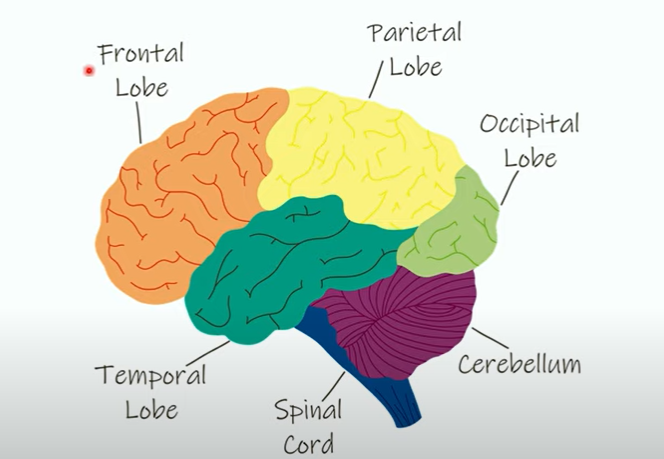 Frontal
Lobe
Parietal
Lobe
Occipital
Lobe
Temporal
Lobe
Spinal
Cord
Cerebellum